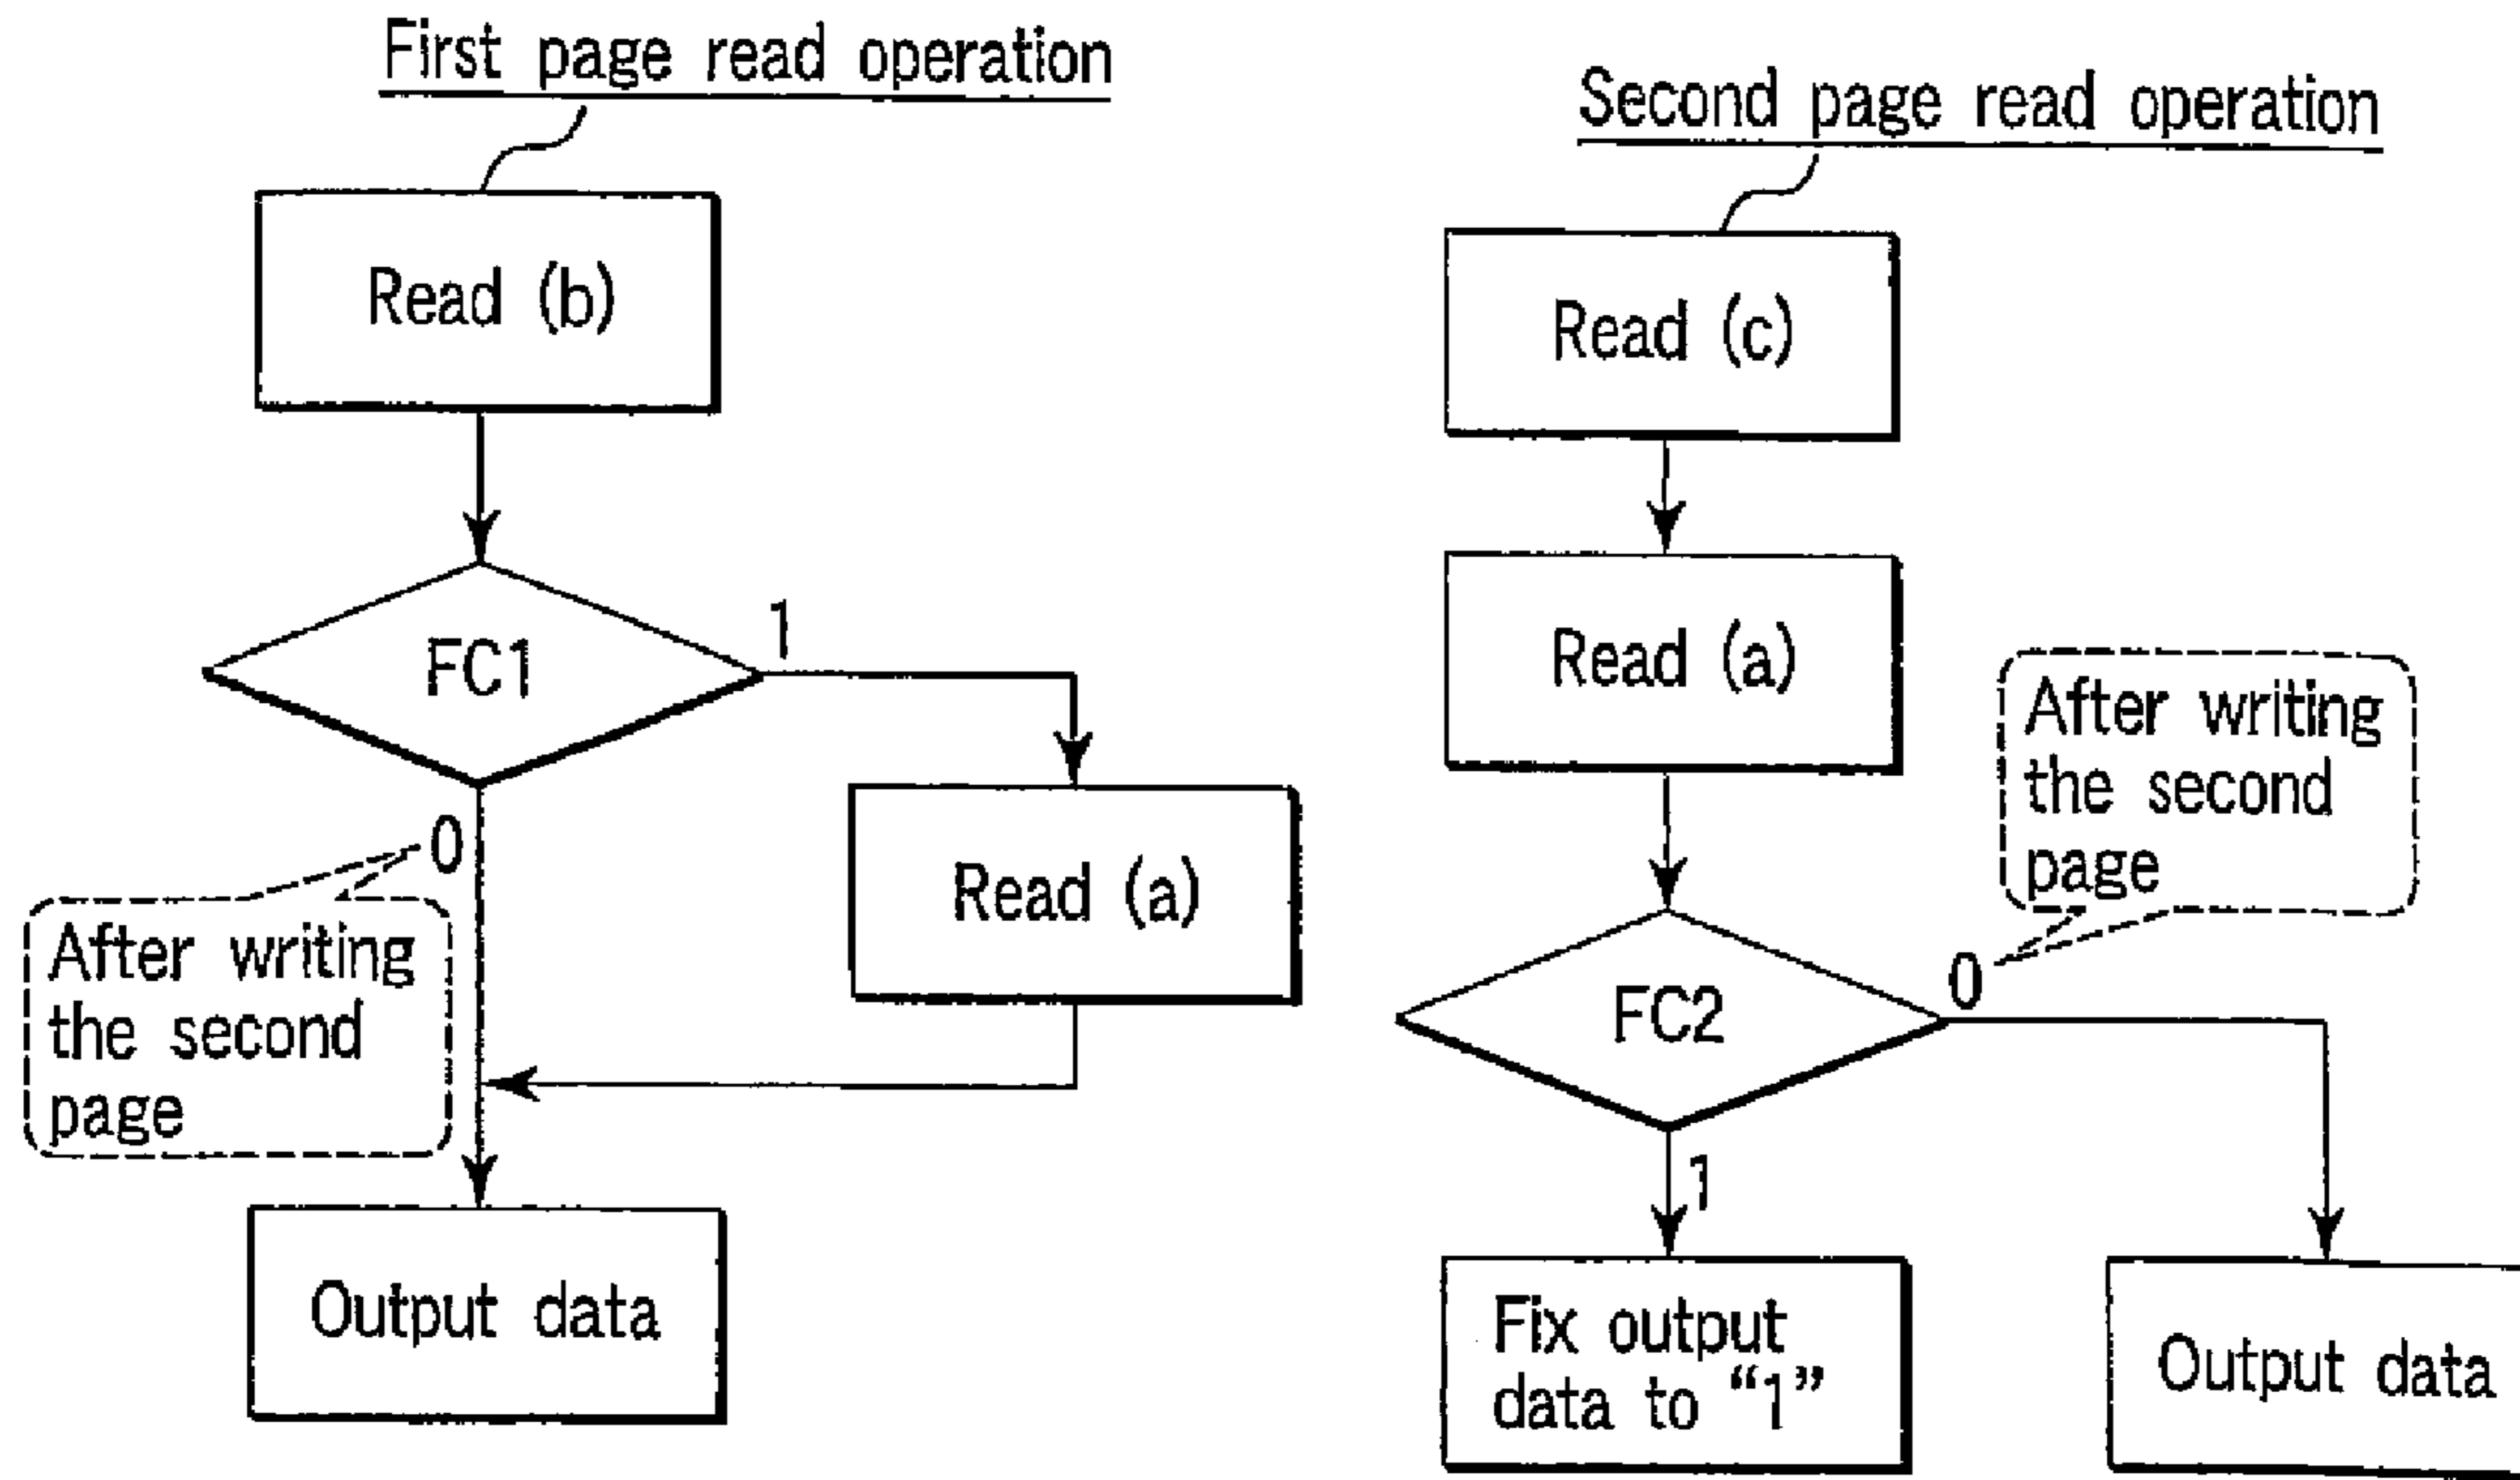 First page read operation
Read (b)
FC1
1
0
Read (a)
After writing
the second
page
Output data
Second page read operation
Read (c)
Read (a)
After writing
the second
page
FC2
0
1
Fix output
data to “1”
Output data